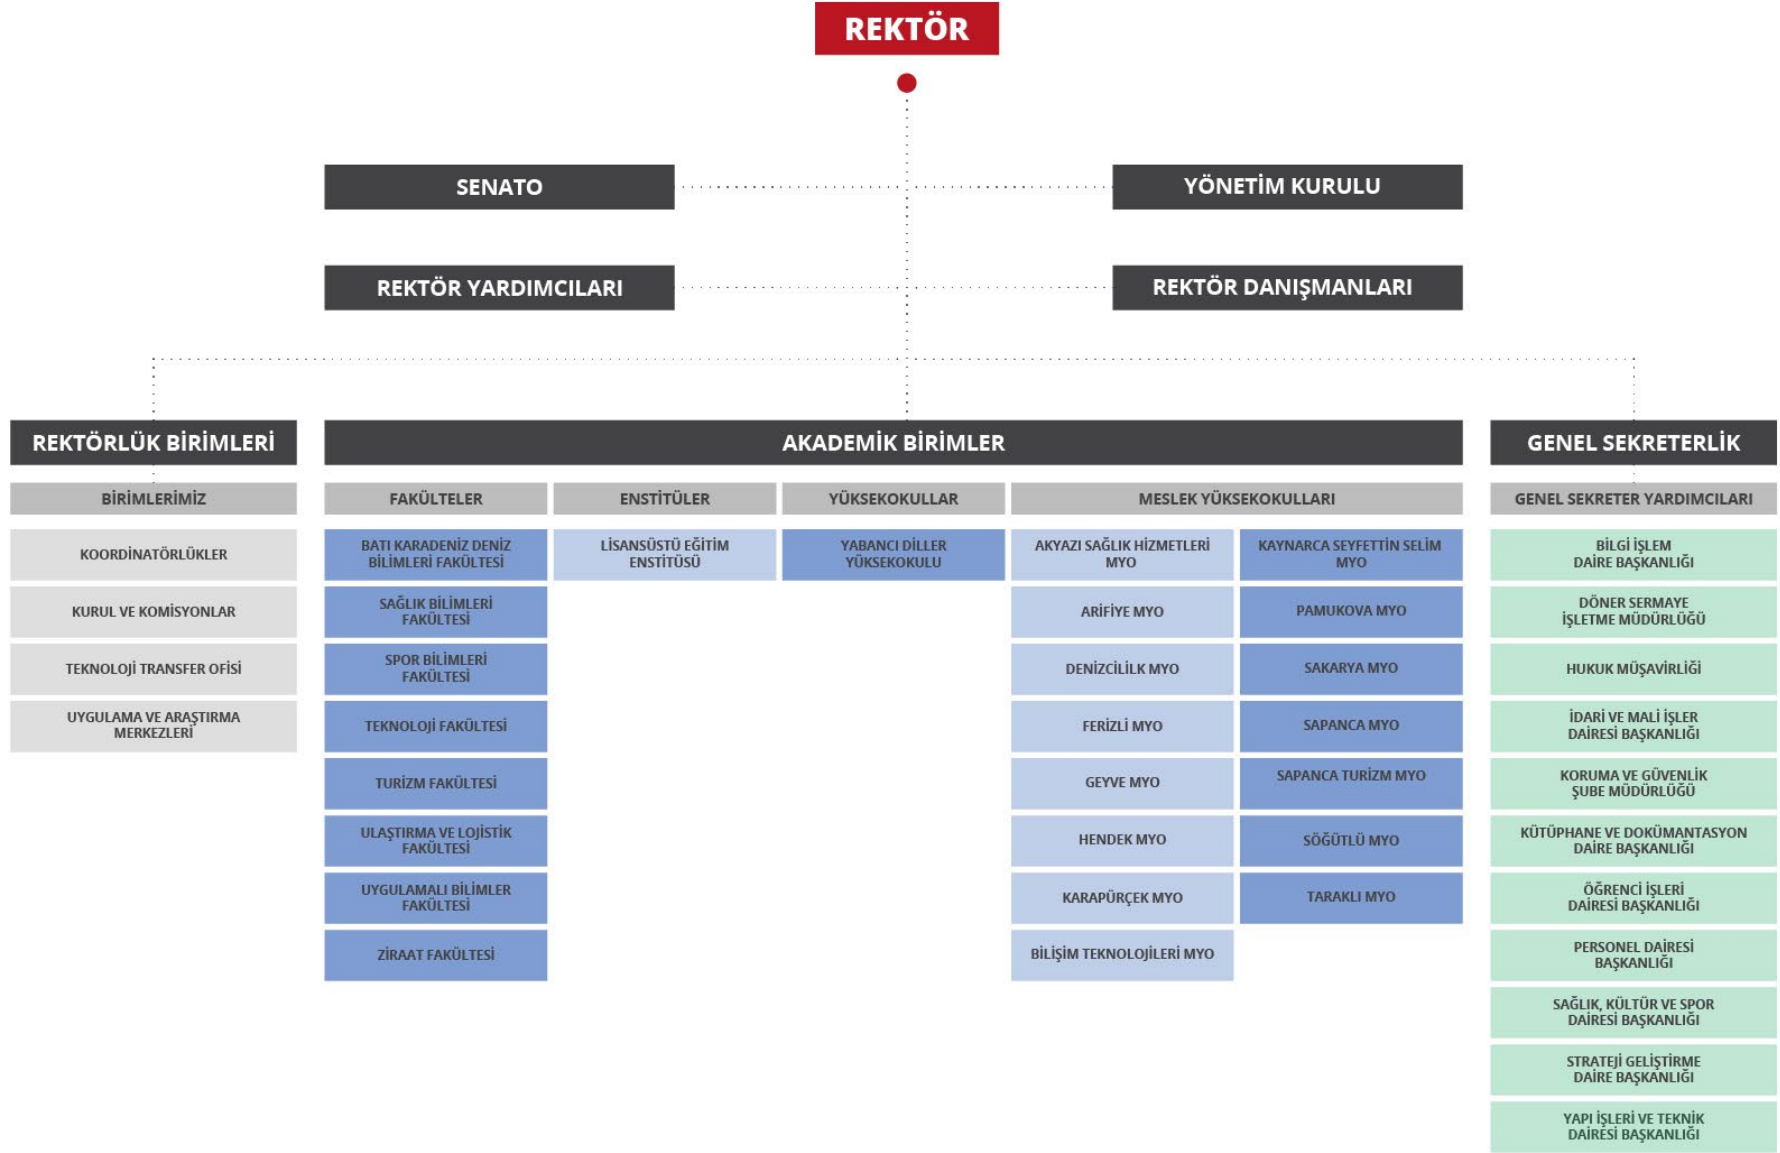 REKTÖR
SENATO
YÖNETİM KURULU
REKTÖR YARDIMCILARI
REKTÖR DANIŞMANLARI
REKTÖRLÜK BİRİMLERİ
AKADEMİK BİRİMLER
GENEL SEKRETERLİK
BİRİMLERİMİZ
KOORDİNATÖRLÜKLER
KURUL VE KOMİSYONLAR
TEKNOLOJİ TRANSFER OFİSİ
UYGULAMA VE ARAŞTIRMA
MERKEZLERİ
FAKÜLTELER
BATI KARADENİZ DENİZ
BİLİMLERİ FAKÜLTESİ
SAĞLIK BİLİMLERİ
FAKÜLTESİ
SPOR BİLİMLERİ
FAKÜLTESİ
TEKNOLOJİ FAKÜLTESİ
TURİZM FAKÜLTESİ
ULAŞTIRMA VE LOJİSTİK
FAKÜLTESİ
UYGULAMALI BİLİMLER
FAKÜLTESİ
ZİRAAT FAKÜLTESİ
ENSTİTÜLER
LİSANSÜSTÜ EĞİTİM
ENSTİTÜSÜ
YÜKSEKOKULLAR
YABANCI DİLLER
YÜKSEKOKULU
MESLEK YÜKSEKOKULLARI
AKYAZI SAĞLIK HİZMETLERİ
MYO
ARİFİYE MYO
DENİZCİLİLK MYO
FERİZLİ MYO
GEYVE MYO
HENDEK MYO
KARAPÜRÇEK MYO
BİLİŞİM TEKNOLOJİLERİ MYO
KAYNARCA SEYFETTİN SELİM
MYO
PAMUKOVA MYO
SAKARYA MYO
SAPANCA MYO
SAPANCA TURİZM MYO
SÖĞÜTLÜ MYO
TARAKLI MYO
GENEL SEKRETER YARDIMCILARI
BİLGİ İŞLEM
DAİRE BAŞKANLIĞI
DÖNER SERMAYE
İŞLETME MÜDÜRLÜĞÜ
HUKUK MÜŞAVİRLİĞİ
İDARİ VE MALİ İŞLER
DAİRESİ BAŞKANLIĞI
KORUMA VE GÜVENLİK
ŞUBE MÜDÜRLÜĞÜ
KÜTÜPHANE VE DOKÜMANTASYON
DAİRE BAŞKANLIĞI
ÖĞRENCİ İŞLERİ
DAİRESİ BAŞKANLIĞI
PERSONEL DAİRESİ
BAŞKANLIĞI
SAĞLIK, KÜLTÜR VE SPOR
DAİRESİ BAŞKANLIĞI
STRATEJİ GELİŞTİRME
DAİRE BAŞKANLIĞI
YAPI İŞLERİ VE TEKNİK
DAİRESİ BAŞKANLIĞI